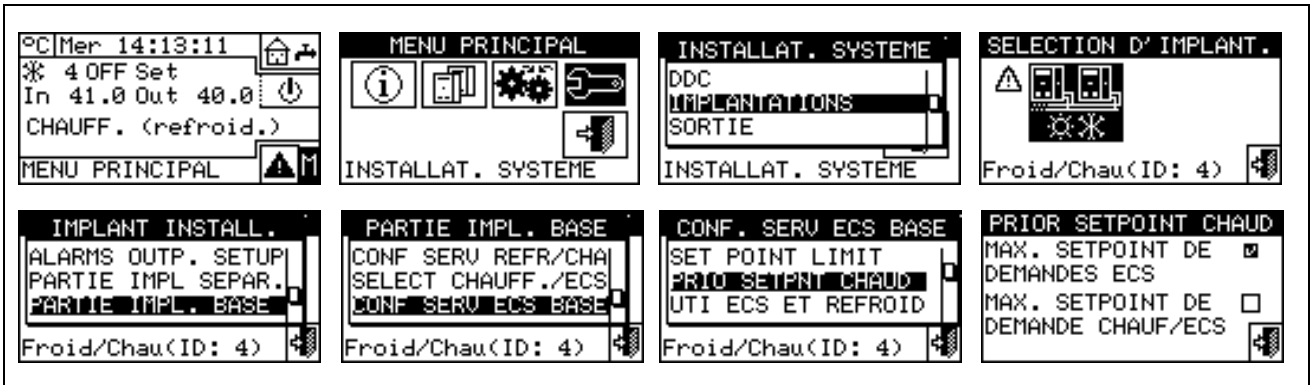 °C Mer 14:13:11
4 OFF Set
In 41.0 Out 40.0
CHAUFF. (refroid.)
MENU PRINCIPAL
M
MENU PRINCIPAL
INSTALLAT. SYSTEME
INSTALLAT. SYSTEME
DDC
IMPLANTATIONS
SORTIE
INSTALLAT. SYSTEME
SELECTION D'IMPLANT.
Froid/Chau(ID: 4)
IMPLANT INSTALL.
ALARMS OUTP. SETUP
PARTIE IMPL SEPAR.
PARTIE IMPL. BASE
Froid/Chau(ID: 4)
PARTIE IMPL. BASE
CONF SERV REFR/CHA
SELECT CHAUFF./ECS
CONF SERV ECS BASE
Froid/Chau(ID: 4)
CONF. SERV ECS BASE
SET POINT LIMIT
PRIO SETPNT CHAUD
UTI ECS ET REFROID
Froid/Chau(ID: 4)
PRIOR SETPOINT CHAUD
MAX. SETPOINT DE
DEMANDES ECS
MAX. SETPOINT DE
DEMANDE CHAUF/ECS